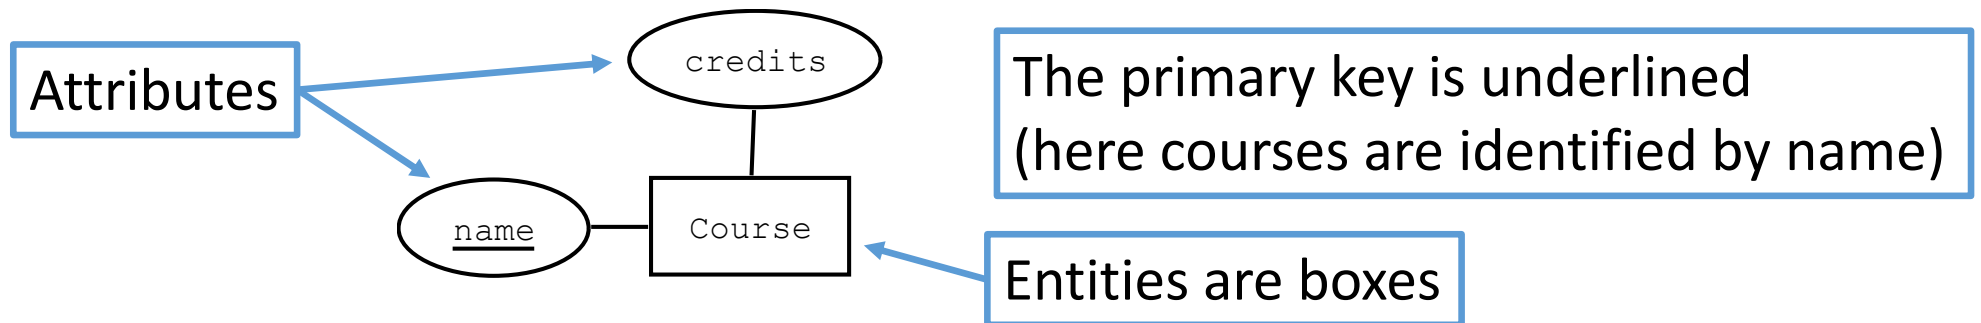 credits
Attributes
The primary key is underlined
(here courses are identified by name)
name
Course
Entities are boxes